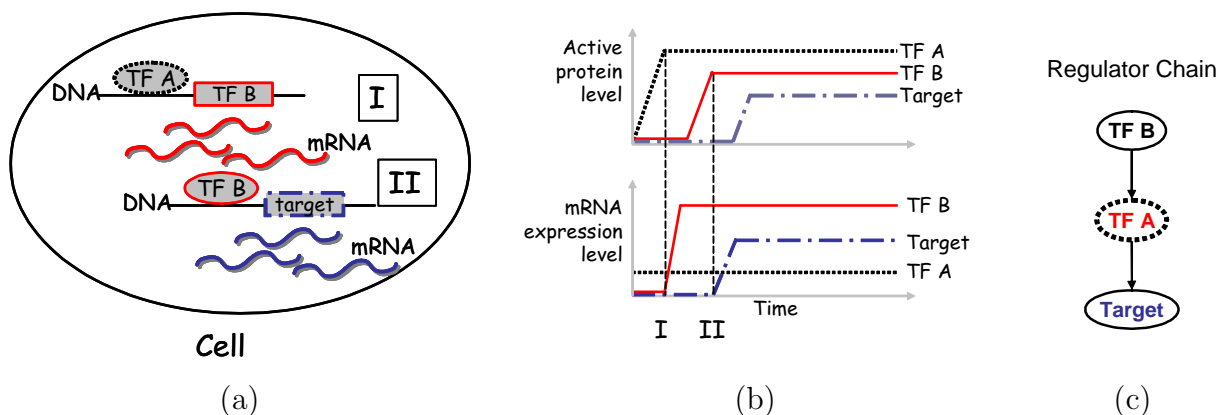 TF A
DNA
TF B
I
mRNA
TF B
II
DNA
target
mRNA
Cell
(a)
Active
protein
level
TF A
TF B
Target
mRNA
expression
level
TF B
Target
TF A
Time
I
II
(b)
Regulator Chain
TF B
TF A
Target
(c)